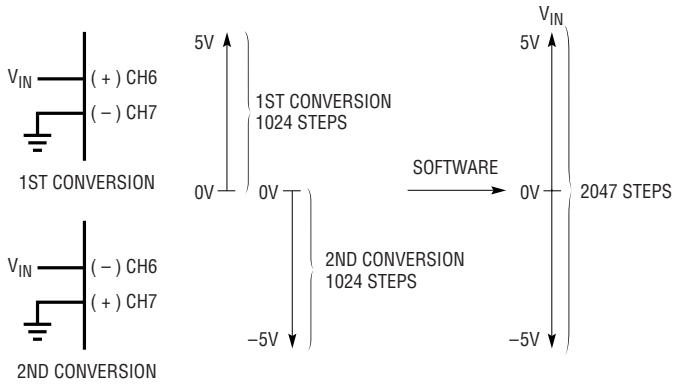 V_IN
( + ) CH6
( – ) CH7
1ST CONVERSION
V_IN
( – ) CH6
( + ) CH7
2ND CONVERSION
5V
0V
1ST CONVERSION
1024 STEPS
0V
–5V
2ND CONVERSION
1024 STEPS
SOFTWARE
V_IN
5V
0V
–5V
2047 STEPS